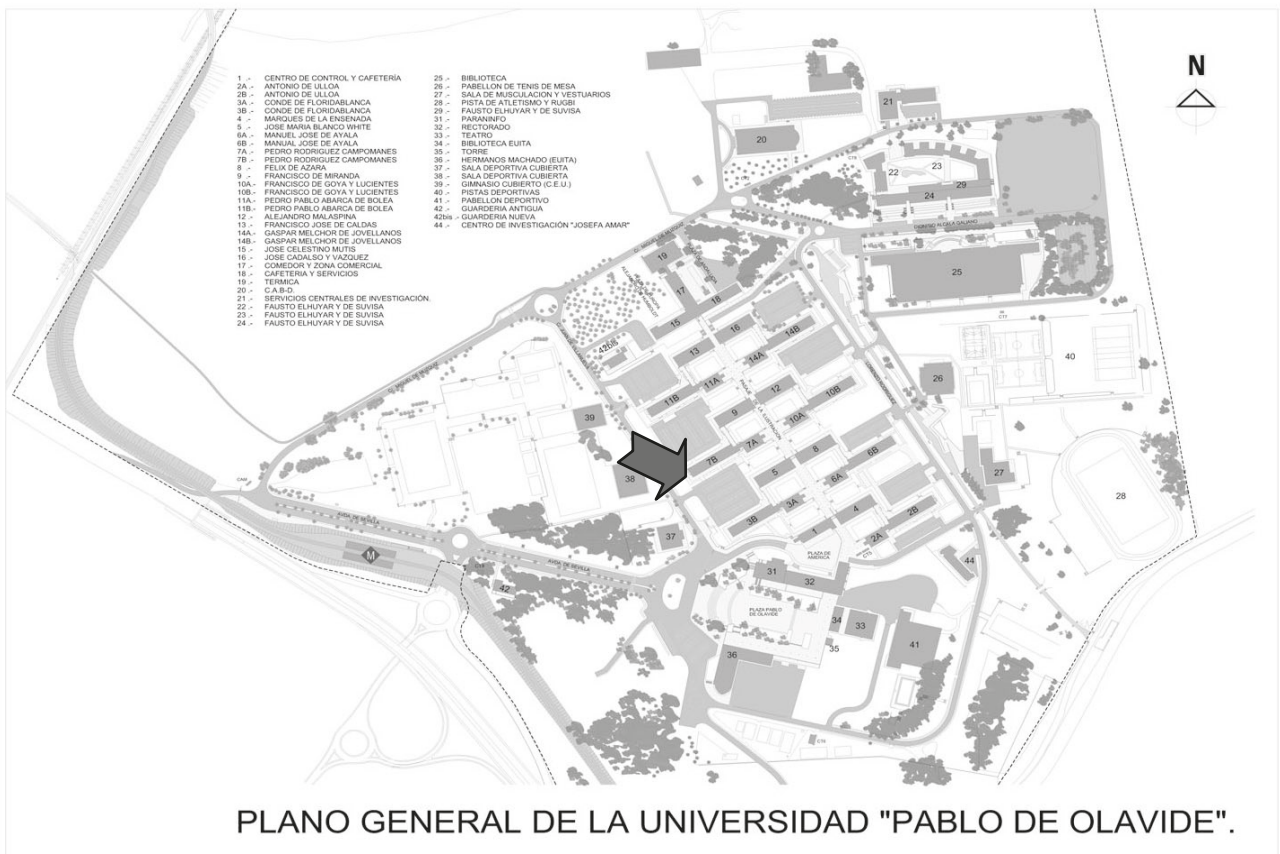 N
1 .- CENTRO DE CONTROL Y CAFETERÍA
2A .- ANTONIO DE ULLOA
2B .- ANTONIO DE ULLOA
3A .- CONDE DE FLORIDABLANCA
3B .- CONDE DE FLORIDABLANCA
4 .- MARQUES DE LA ENSENADA
5 .- JOSE MARIA BLANCO WHITE
6A .- MANUEL JOSE DE AYALA
6B .- MANUAL JOSE DE AYALA
7A .- PEDRO RODRIGUEZ CAMPOMANES
7B .- PEDRO RODRIGUEZ CAMPOMANES
8 .- FELIX DE AZARA
9 .- FRANCISCO DE MIRANDA
10A.- FRANCISCO DE GOYA Y LUCIENTES
10B.- FRANCISCO DE GOYA Y LUCIENTES
11A.- PEDRO PABLO ABARCA DE BOLEA
11B.- PEDRO PABLO ABARCA DE BOLEA
12 .- ALEJANDRO MALASPINA
13 .- FRANCISCO JOSE DE CALDAS
14A.- GASPAR MELCHOR DE JOVELLANOS
14B.- GASPAR MELCHOR DE JOVELLANOS
15 .- JOSE CELESTINO MUTIS
16 .- JOSE CADALSO Y VAZQUEZ
17 .- COMEDOR Y ZONA COMERCIAL
18 .- CAFETERIA Y SERVICIOS
19 .- TERMICA
20 .- C.A.B-D.
21 .- SERVICIOS CENTRALES DE INVESTIGACIÓN.
22 .- FAUSTO ELHUYAR Y DE SUVISA
23 .- FAUSTO ELHUYAR Y DE SUVISA
24 .- FAUSTO ELHUYAR Y DE SUVISA
25 .- BIBLIOTECA
26 .- PABELLON DE TENIS DE MESA
27 .- SALA DE MUSCULACION Y VESTUARIOS
28 .- PISTA DE ATLETISMO Y RUGBI
29 .- FAUSTO ELHUYAR Y DE SUVISA
31 .- PARANINFO
32 .- RECTORADO
33 .- TEATRO
34 .- BIBLIOTECA EUITA
35 .- TORRE
36 .- HERMANOS MACHADO (EUITA)
37 .- SALA DEPORTIVA CUBIERTA
38 .- SALA DEPORTIVA CUBIERTA
39 .- GIMNASIO CUBIERTO (C.E.U.)
40 .- PISTAS DEPORTIVAS
41 .- PABELLON DEPORTIVO
42 .- GUARDERÍA ANTIGUA
42bis .- GUARDERÍA NUEVA
44 .- CENTRO DE INVESTIGACIÓN "JOSEFA AMAR"
21
20
23
22
29
24
DIONISIO ALCALA GALIANO
25
19
17
18
15
16
14B
42bis
13
14A
CT7
40
26
11A
12
10B
11B
9
10A
39
7A
8
6B
7B
5
6A
38
27
28
3A
4
2B
3B
1
2A
37
AVDA DE SEVILLA
M
AVDA DE SEVILLA
PLAZA DE
AMERICA
44
31
32
42
PLAZA PABLO
DE OLAVIDE
34
33
35
41
36
PLANO GENERAL DE LA UNIVERSIDAD "PABLO DE OLAVIDE".